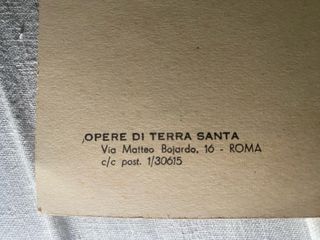 OPERE DI TERRA SANTA
Via Matteo Bojardo, 16 - ROMA
c/c post. 1/30615